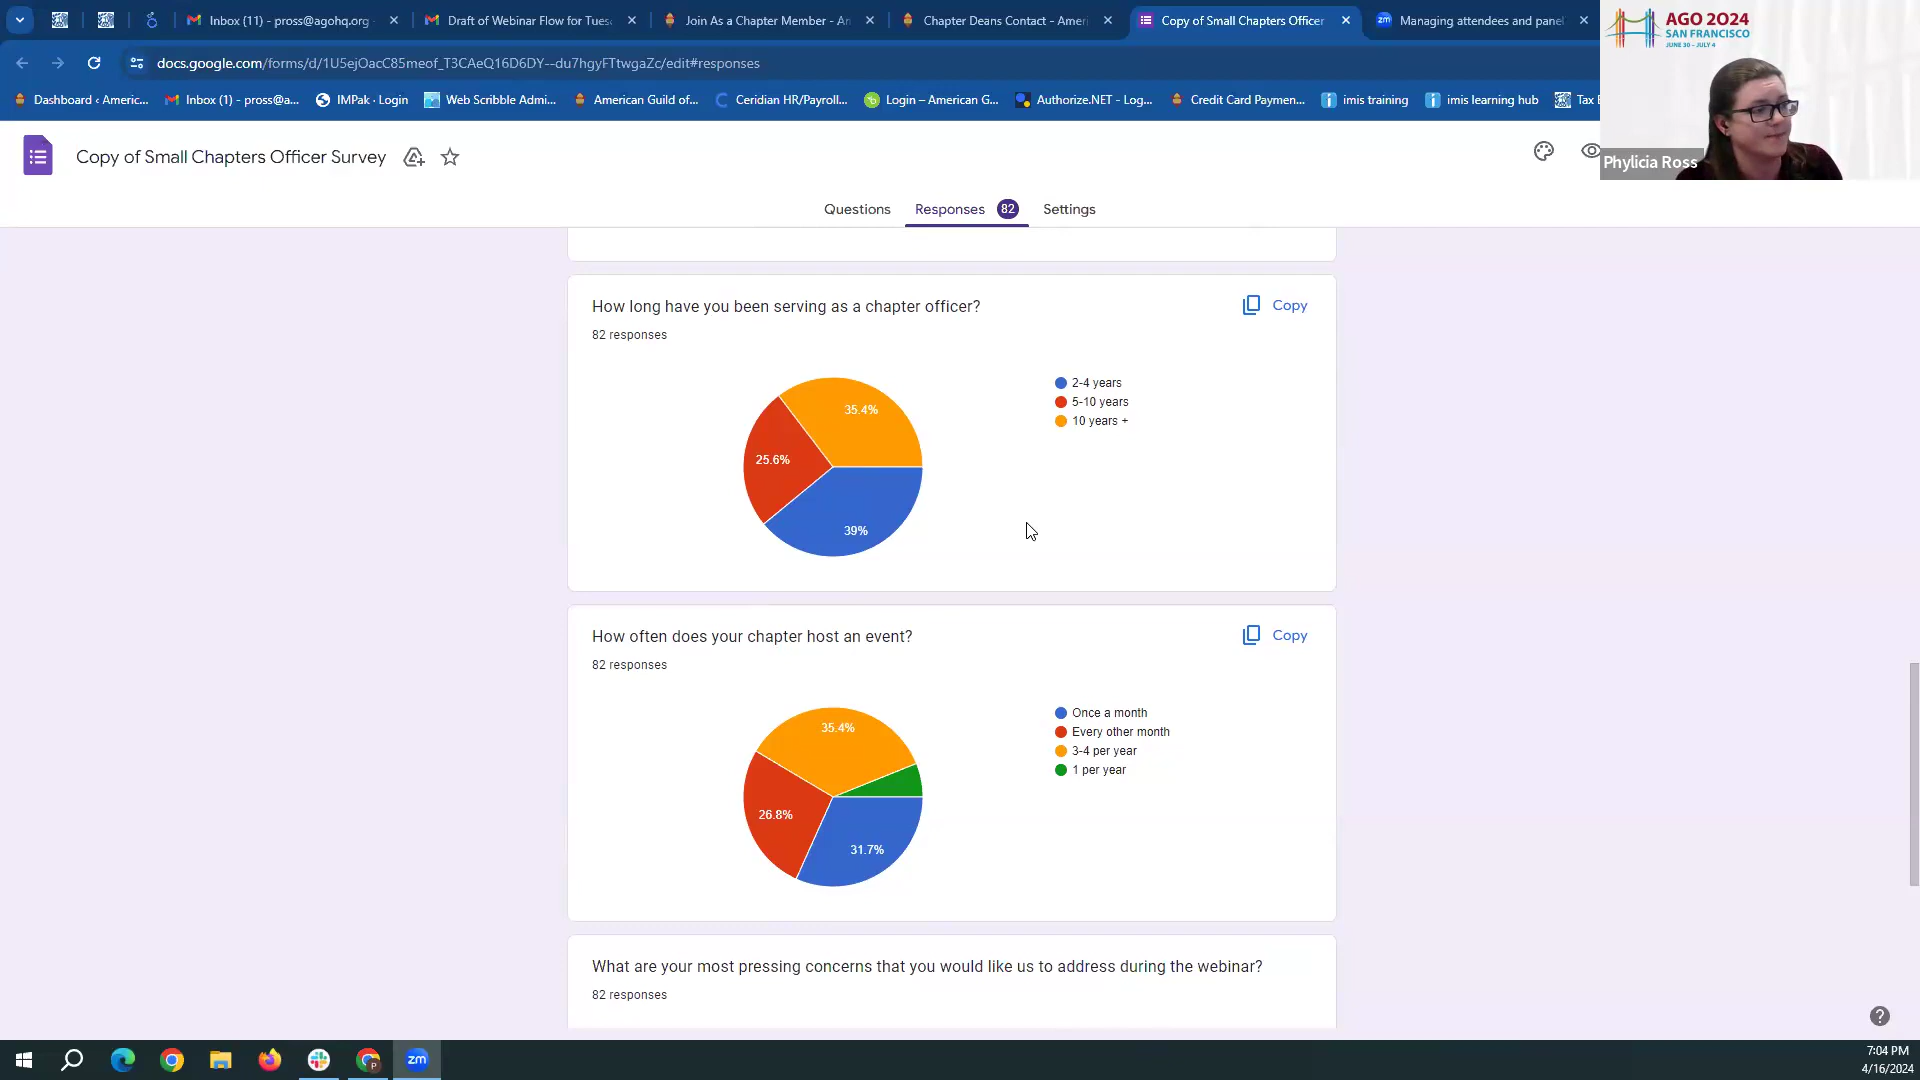 Inbox (11) - pross@agohq.org
Draft of Webinar Flow for Tues
Join As a Chapter Member - An
Chapter Deans Contact - Ameri
Copy of Small Chapters Officer
zm
Managing attendees and pane
docs.google.com/forms/d/1U5ejOacC85meof_T3CAeQ16D6DY--du7hgyFTtwgaZc/edit#responses
Dashboard ‹ Americ...
Inbox (1) - pross@a...
IMPak · Login
Web Scribble Admi...
American Guild of...
Ceridian HR/Payroll...
Login – American G...
Authorize.NET - Log...
Credit Card Paymen...
imis training
imis learning hub
Tax
AGO 2024
SAN FRANCISCO
JUNE 30 – JULY 4
Phylicia Ross
Copy of Small Chapters Officer Survey
Questions
Responses 82
Settings
How long have you been serving as a chapter officer?
Copy
82 responses
35.4%
25.6%
39%
2-4 years
5-10 years
10 years +
How often does your chapter host an event?
Copy
82 responses
35.4%
26.8%
31.7%
Once a month
Every other month
3-4 per year
1 per year
What are your most pressing concerns that you would like us to address during the webinar?
82 responses
P
zm
7:04 PM
4/16/2024